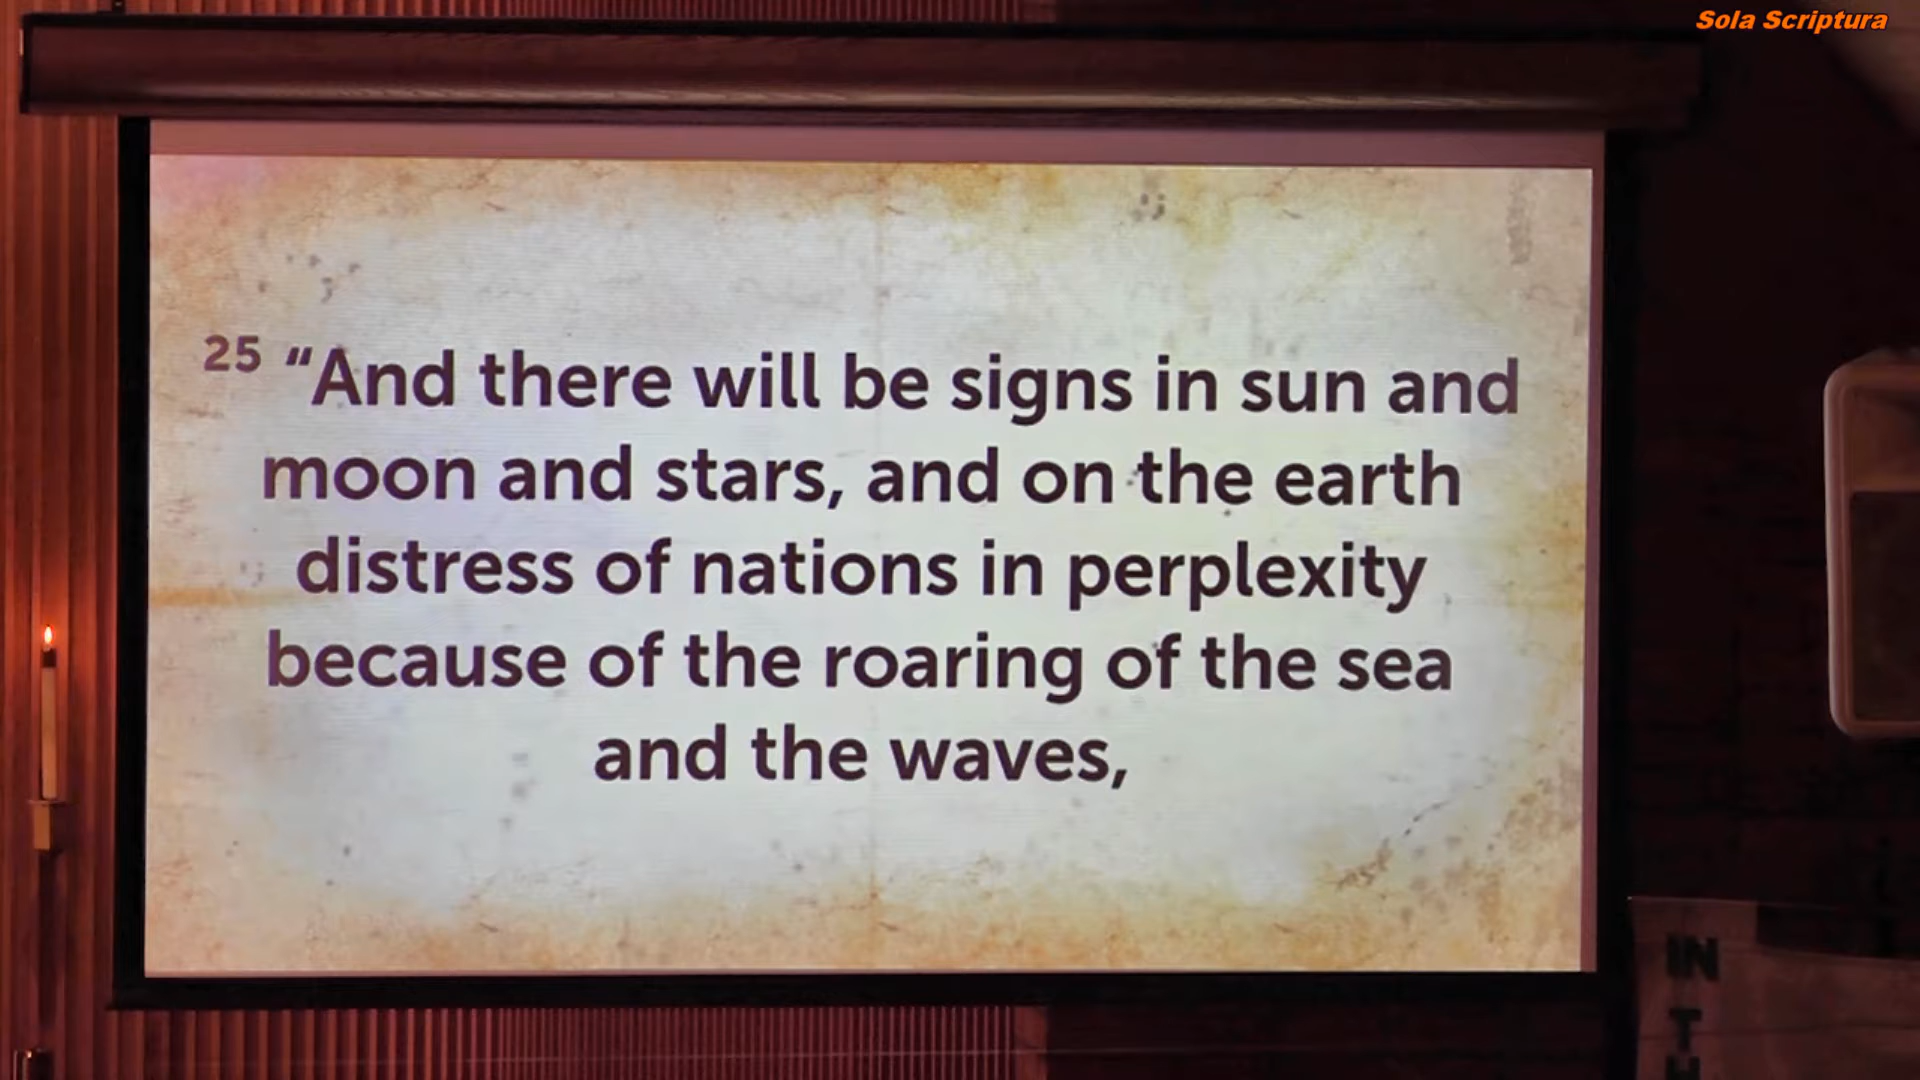 Sola Scriptura
25 “And there will be signs in sun and
moon and stars, and on the earth
distress of nations in perplexity
because of the roaring of the sea
and the waves,
IN
TH